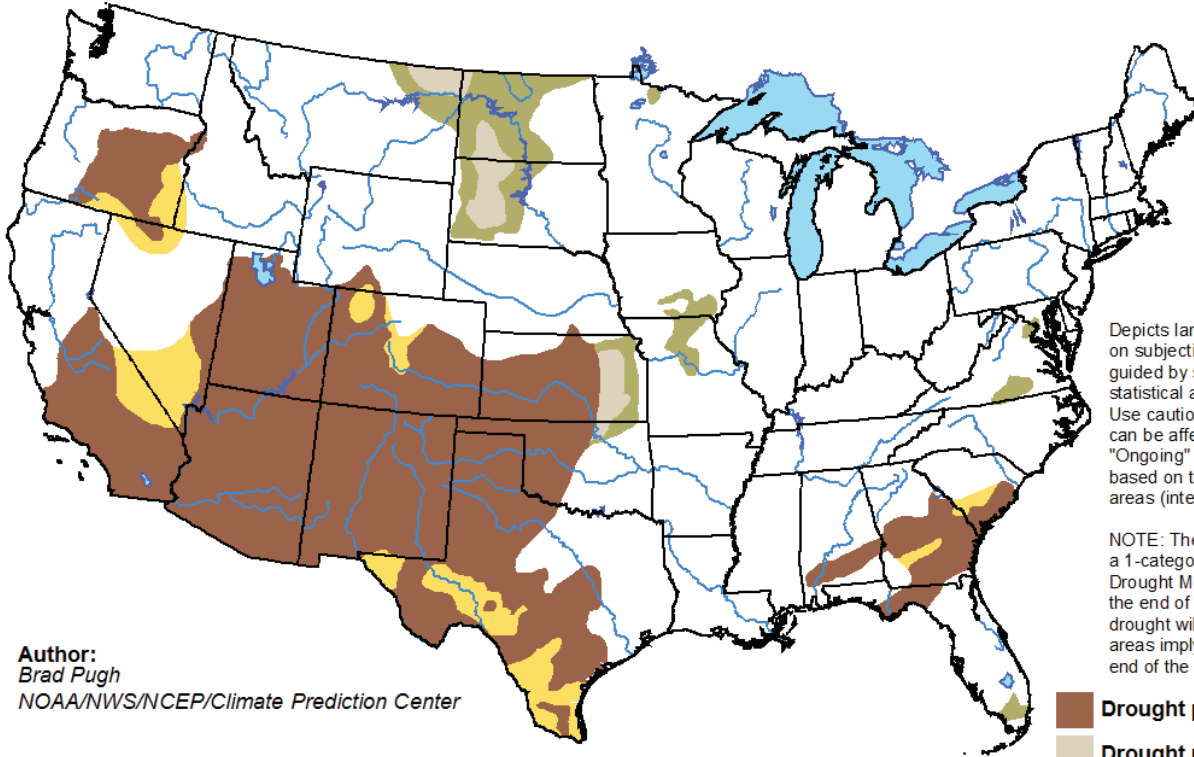 Depicts lar
on subjecti
guided by s
statistical a
Use cautio
can be affe
"Ongoing"
based on t
areas (inte
NOTE: The
a 1-catego
Drought M
the end of
drought wil
areas imply
end of the
Author:
Brad Pugh
NOAA/NWS/NCEP/Climate Prediction Center
Drought p
Drought